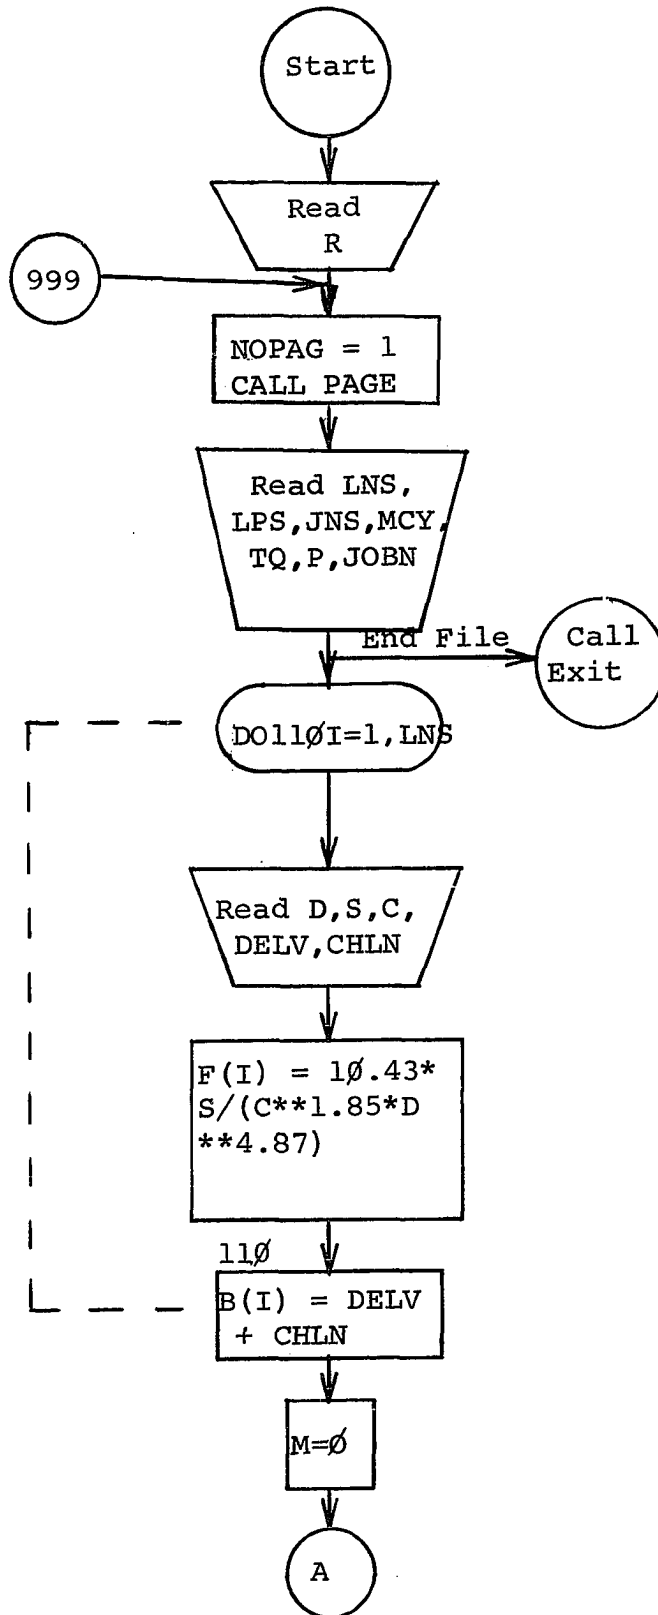 Start
Read
R
999
NOPAG = 1
CALL PAGE
Read LNS,
LPS,JNS,MCY,
TQ,P,JOBN
End File
Call
Exit
DO11ØI=1,LNS
Read D,S,C,
DELV,CHLN
F(I) = 1Ø.43*
S/(C**1.85*D
**4.87)
11Ø
B(I) = DELV
+ CHLN
M=Ø
A